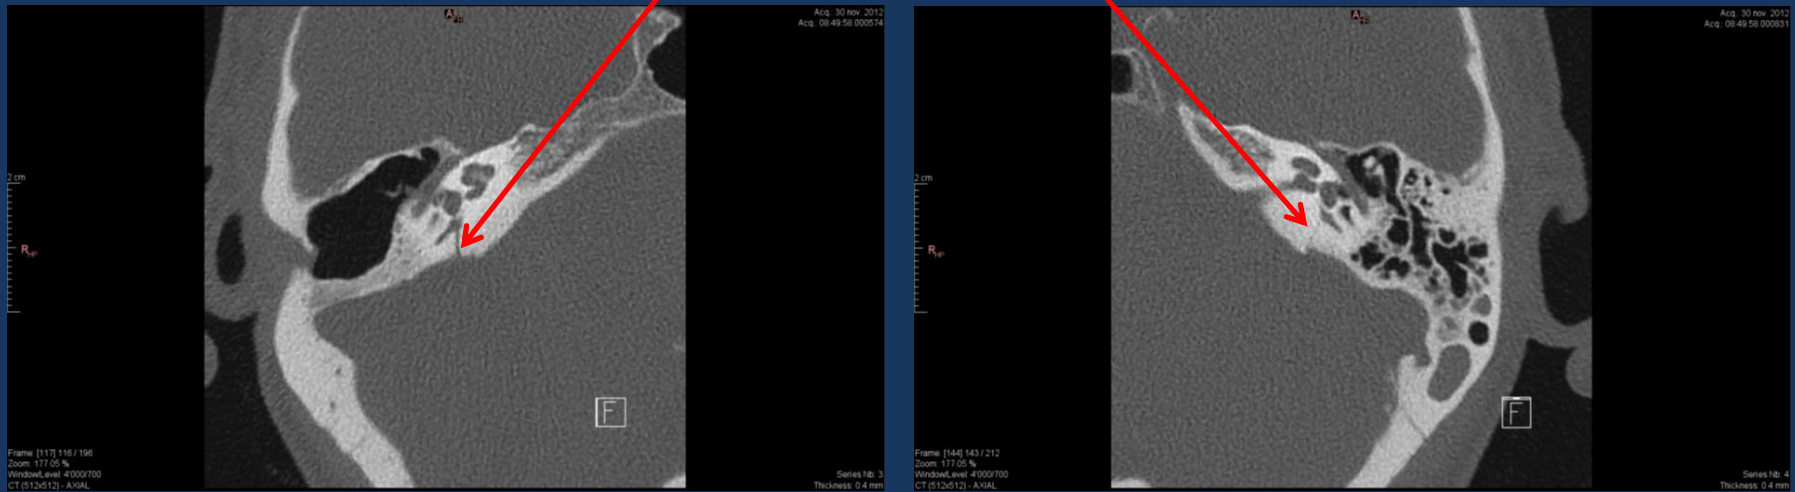 A
Acq.: 30 nov. 2012
Acq.: 08:49:58.000574
2 cm
R
HP
F
Frame: [117] 116 / 196
Zoom: 177.05 %
Window/Level: 4'000/700
CT (512x512) - AXIAL
Series Nb: 3
Thickness: 0.4 mm
A
Acq.: 30 nov. 2012
Acq.: 08:49:58.000831
2 cm
R
HP
F
Frame: [144] 143 / 212
Zoom: 177.05 %
Window/Level: 4'000/700
CT (512x512) - AXIAL
Series Nb: 4
Thickness: 0.4 mm